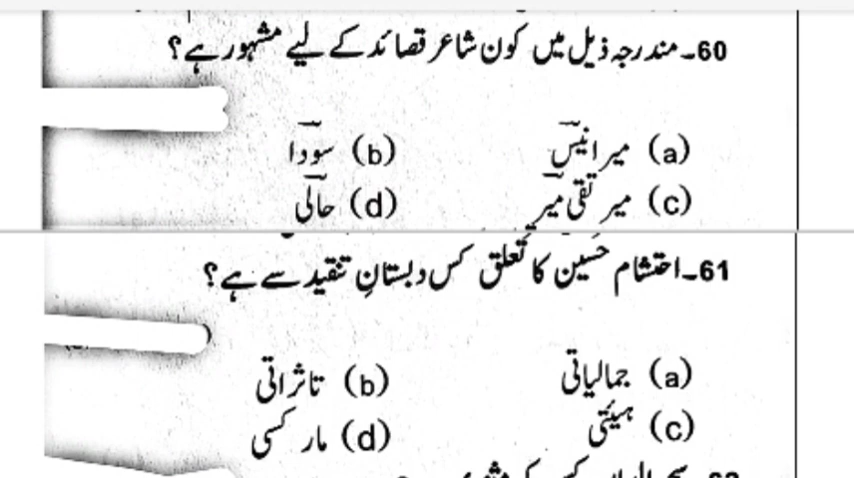 60۔ مندرجہ ذیل میں کون شاعر قصائد کے لیے مشہور ہے؟
(a) میر انیسؔ (b) سوداؔ
(c) میر تقی میرؔ (d) حالیؔ
61۔ احتشام حسین کا تعلق کس دبستانِ تنقید سے ہے؟
(a) جمالیاتی (b) تاثراتی
(c) ہیئتی (d) مارکسی